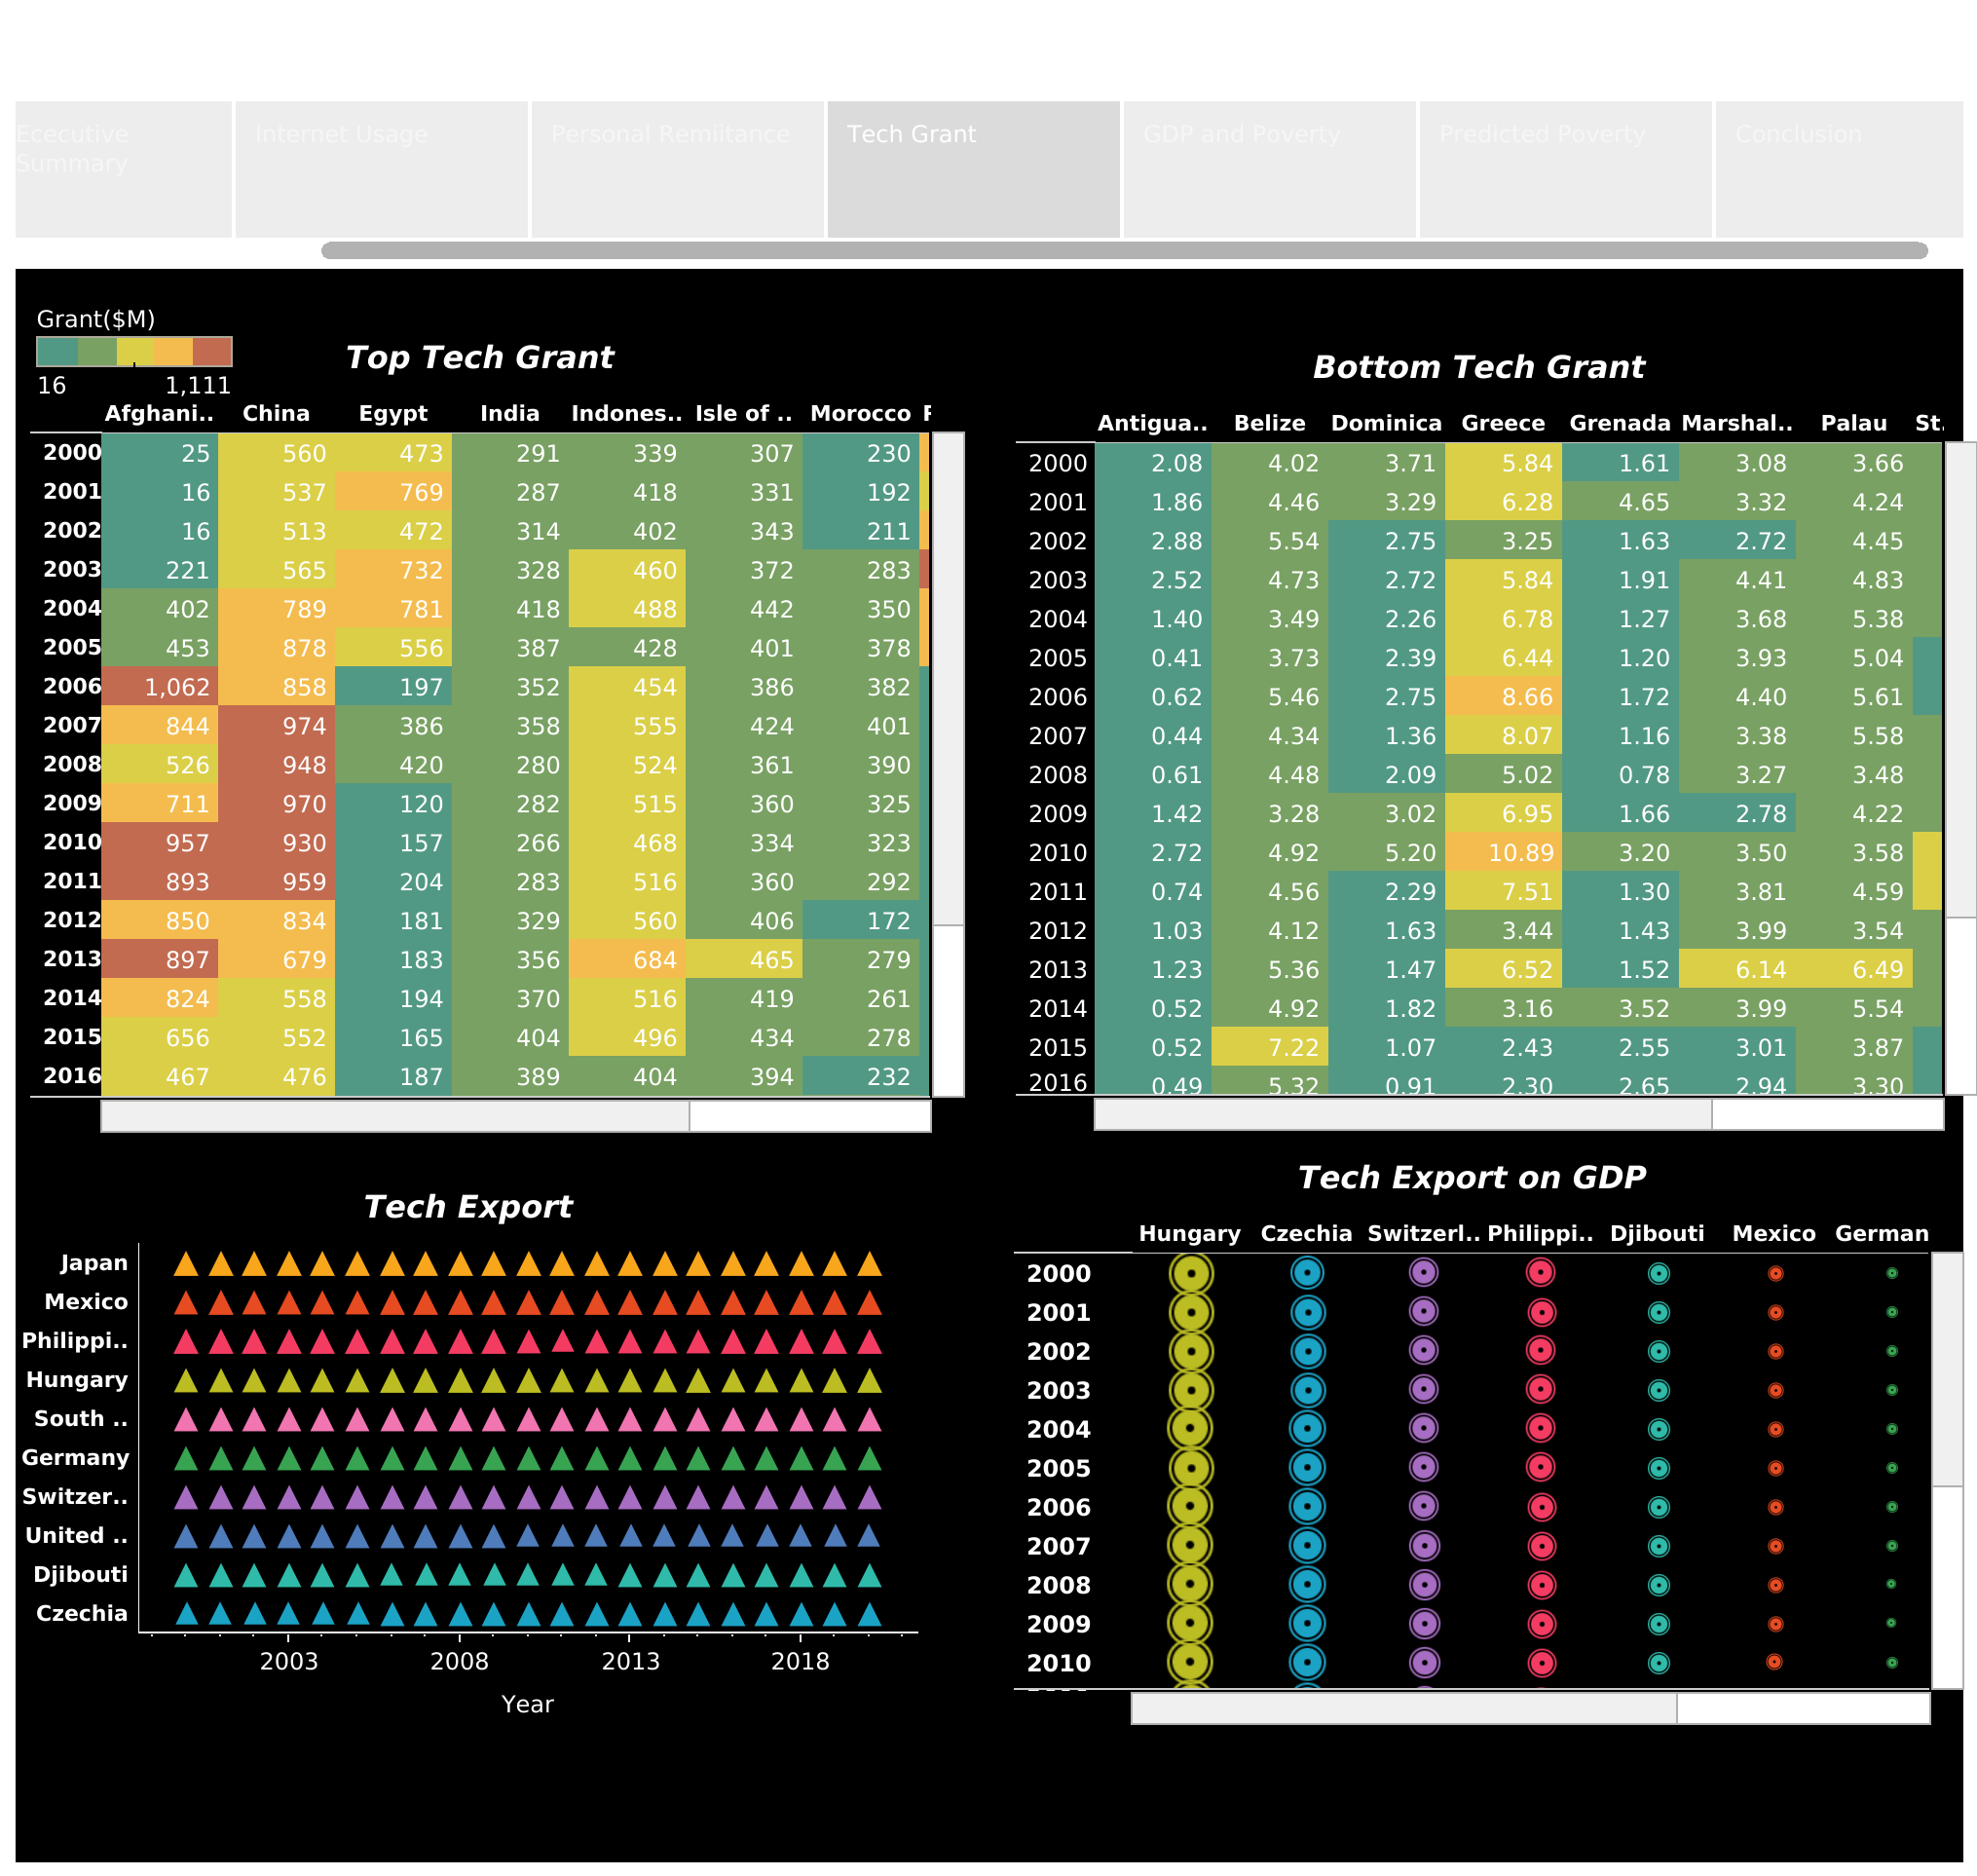 Ececutive
Summary
Internet Usage
Personal Remiitance
Tech Grant
GDP and Poverty
Predicted Poverty
Conclusion
Grant($M)
16 1,111
Top Tech Grant
Afghani.. China Egypt India Indones.. Isle of .. Morocco
2000 25 560 473 291 339 307 230
2001 16 537 769 287 418 331 192
2002 16 513 472 314 402 343 211
2003 221 565 732 328 460 372 283
2004 402 789 781 418 488 442 350
2005 453 878 556 387 428 401 378
2006 1,062 858 197 352 454 386 382
2007 844 974 386 358 555 424 401
2008 526 948 420 280 524 361 390
2009 711 970 120 282 515 360 325
2010 957 930 157 266 468 334 323
2011 893 959 204 283 516 360 292
2012 850 834 181 329 560 406 172
2013 897 679 183 356 684 465 279
2014 824 558 194 370 516 419 261
2015 656 552 165 404 496 434 278
2016 467 476 187 389 404 394 232
Bottom Tech Grant
Antigua.. Belize Dominica Greece Grenada Marshal.. Palau St.
2000 2.08 4.02 3.71 5.84 1.61 3.08 3.66
2001 1.86 4.46 3.29 6.28 4.65 3.32 4.24
2002 2.88 5.54 2.75 3.25 1.63 2.72 4.45
2003 2.52 4.73 2.72 5.84 1.91 4.41 4.83
2004 1.40 3.49 2.26 6.78 1.27 3.68 5.38
2005 0.41 3.73 2.39 6.44 1.20 3.93 5.04
2006 0.62 5.46 2.75 8.66 1.72 4.40 5.61
2007 0.44 4.34 1.36 8.07 1.16 3.38 5.58
2008 0.61 4.48 2.09 5.02 0.78 3.27 3.48
2009 1.42 3.28 3.02 6.95 1.66 2.78 4.22
2010 2.72 4.92 5.20 10.89 3.20 3.50 3.58
2011 0.74 4.56 2.29 7.51 1.30 3.81 4.59
2012 1.03 4.12 1.63 3.44 1.43 3.99 3.54
2013 1.23 5.36 1.47 6.52 1.52 6.14 6.49
2014 0.52 4.92 1.82 3.16 3.52 3.99 5.54
2015 0.52 7.22 1.07 2.43 2.55 3.01 3.87
2016 0.49 5.32 0.91 2.30 2.65 2.94 3.30
Tech Export
Japan
Mexico
Philippi..
Hungary
South ..
Germany
Switzer..
United ..
Djibouti
Czechia
2003 2008 2013 2018
Year
Tech Export on GDP
Hungary Czechia Switzerl.. Philippi.. Djibouti Mexico German
2000
2001
2002
2003
2004
2005
2006
2007
2008
2009
2010